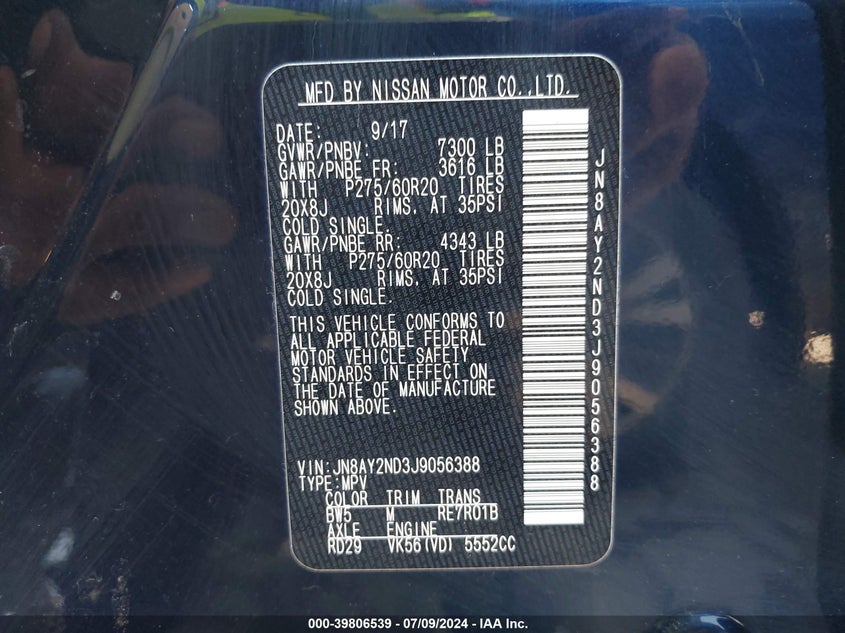 MFD BY NISSAN MOTOR CO.,LTD.
DATE: 9/17
GVWR/PNBV: 7300 LB
GAWR/PNBE FR: 3616 LB
WITH P275/60R20 TIRES
20X8J RIMS. AT 35PSI
COLD SINGLE.
GAWR/PNBE RR: 4343 LB
WITH P275/60R20 TIRES
20X8J RIMS. AT 35PSI
COLD SINGLE.
THIS VEHICLE CONFORMS TO
ALL APPLICABLE FEDERAL
MOTOR VEHICLE SAFETY
STANDARDS IN EFFECT ON
THE DATE OF MANUFACTURE
SHOWN ABOVE.
VIN:JN8AY2ND3J9056388
TYPE:MPV
COLOR TRIM TRANS
BW5 M RE7R01B
AXLE ENGINE
RD29 VK56(VD) 5552CC
JN8AY2ND3J9056388
000-39806539 - 07/09/2024 - IAA Inc.